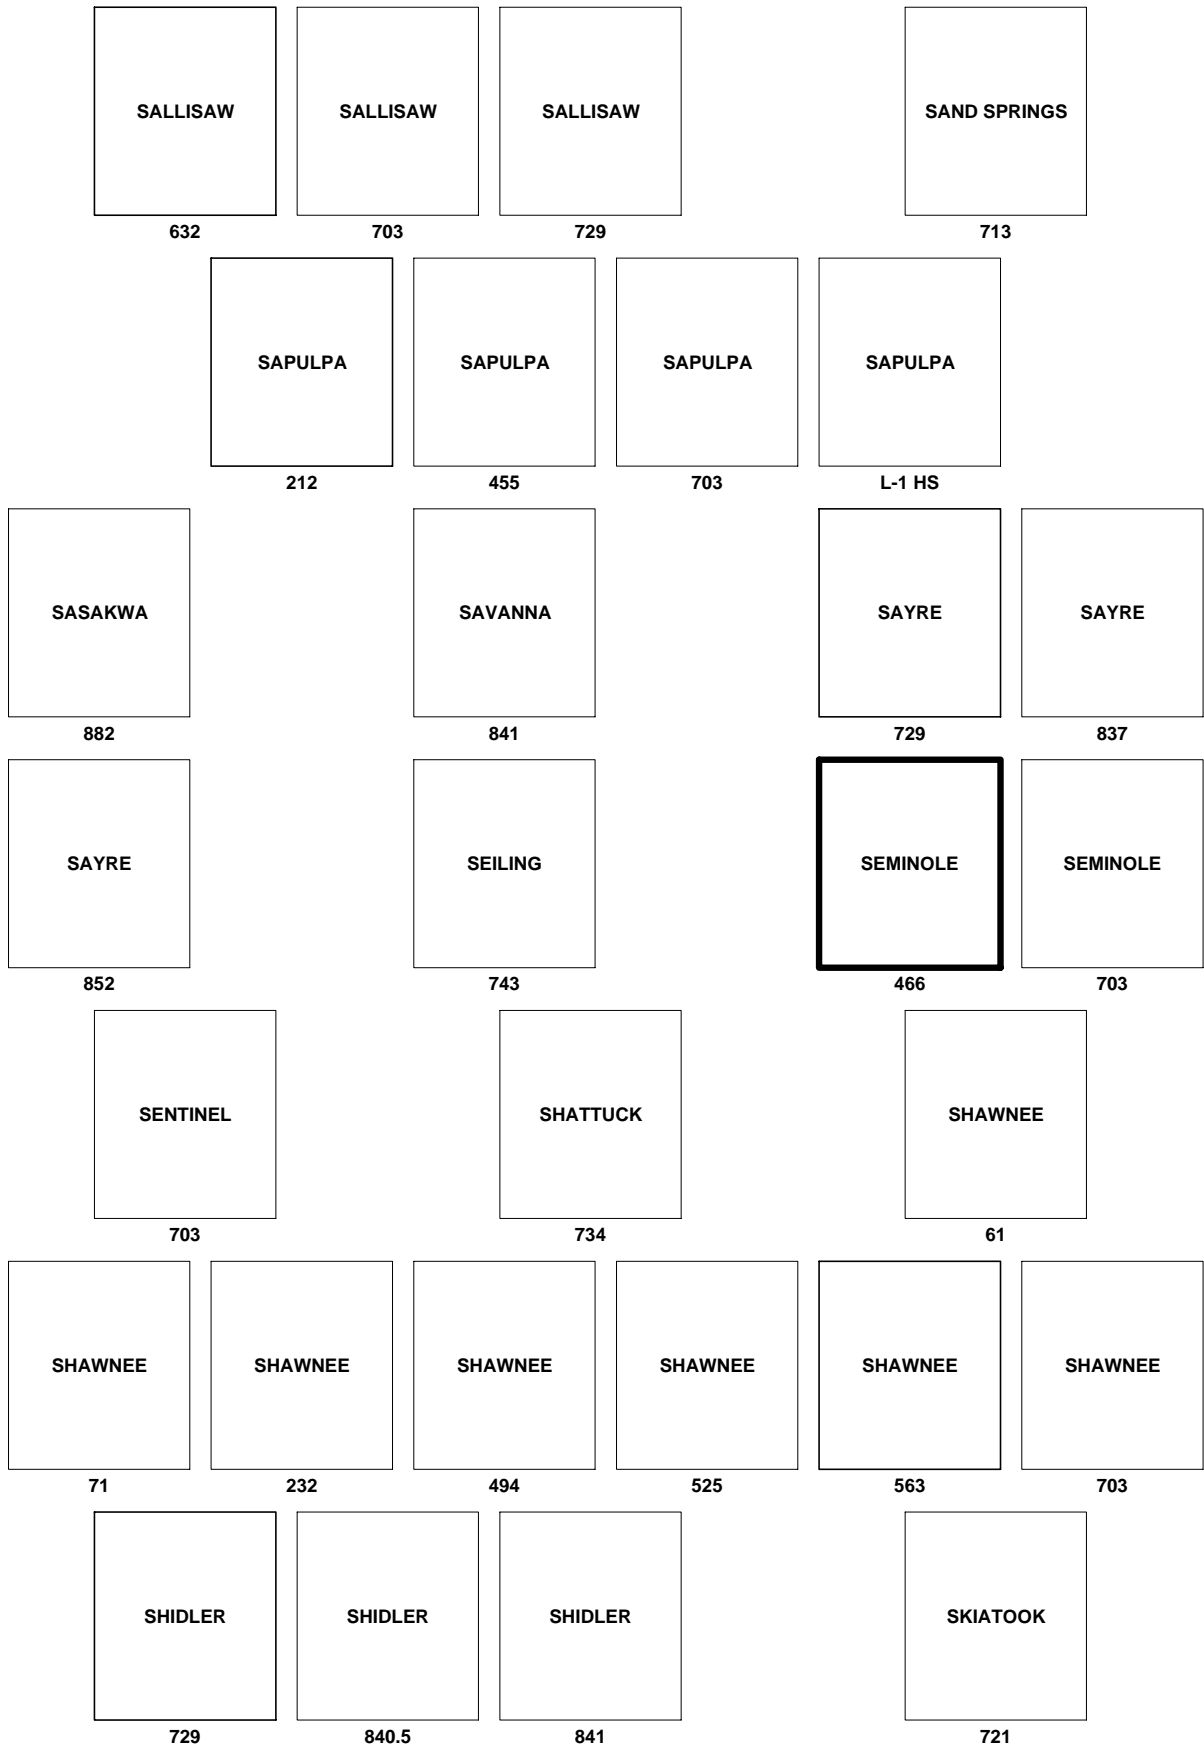 SALLISAW SALLISAW SALLISAW SAND SPRINGS
632 703 729 713
SAPULPA SAPULPA SAPULPA SAPULPA
212 455 703 L-1 HS
SASAKWA SAVANNA SAYRE SAYRE
882 841 729 837
SAYRE SEILING SEMINOLE SEMINOLE
852 743 466 703
SENTINEL SHATTUCK SHAWNEE
703 734 61
SHAWNEE SHAWNEE SHAWNEE SHAWNEE SHAWNEE SHAWNEE
71 232 494 525 563 703
SHIDLER SHIDLER SHIDLER SKIATOOK
729 840.5 841 721